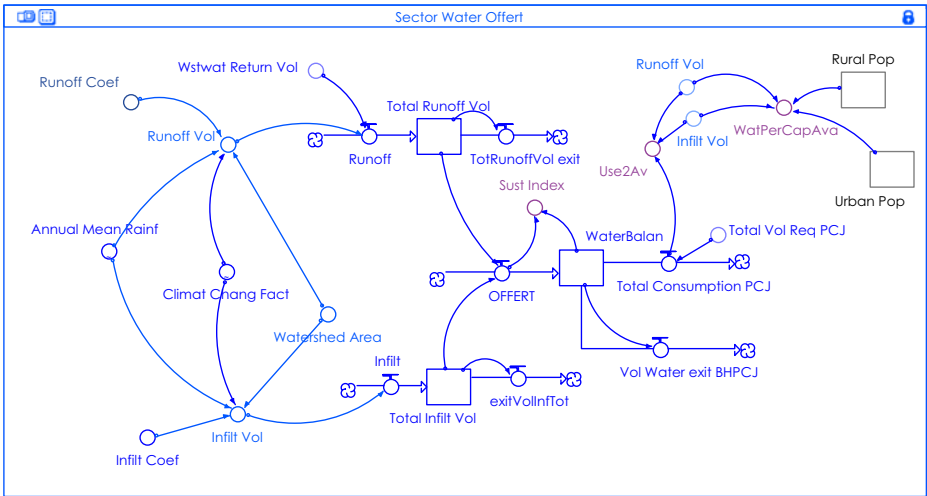 Sector Water Offert
Wstwat Return Vol
Runoff Vol
Rural Pop
Runoff Coef
Total Runoff Vol
Runoff Vol
WatPerCapAva
Infilt Vol
Runoff
TotRunoffVol exit
Use2Av
Sust Index
Urban Pop
Annual Mean Rainf
WaterBalan
Total Vol Req PCJ
Climat Chang Fact
OFFERT
Total Consumption PCJ
Watershed Area
Infilt
Vol Water exit BHPCJ
exitVolInfTot
Total Infilt Vol
Infilt Vol
Infilt Coef